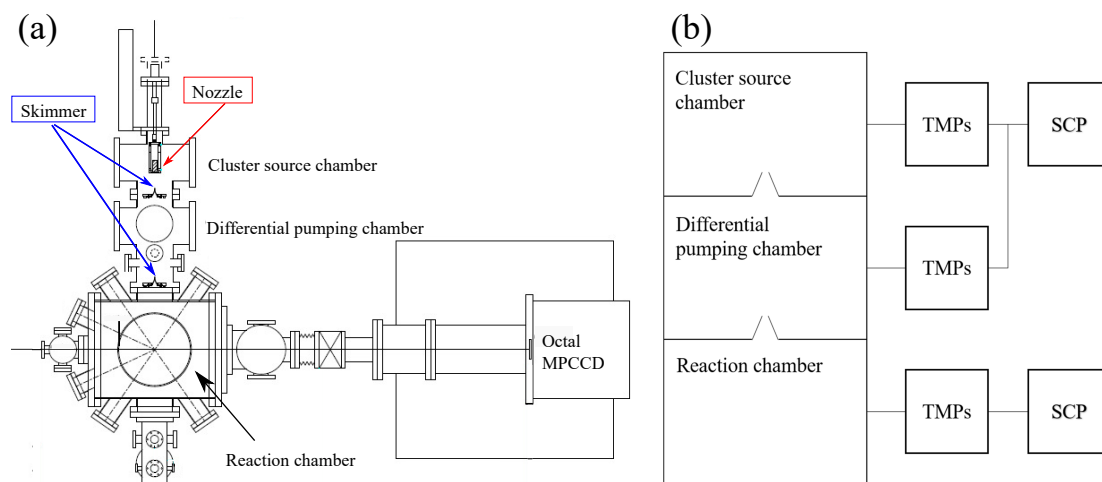 (a)
Nozzle
Skimmer
Cluster source chamber
Differential pumping chamber
Octal
MPCCD
Reaction chamber
(b)
Cluster source
chamber
TMPs
SCP
Differential
pumping chamber
TMPs
Reaction chamber
TMPs
SCP